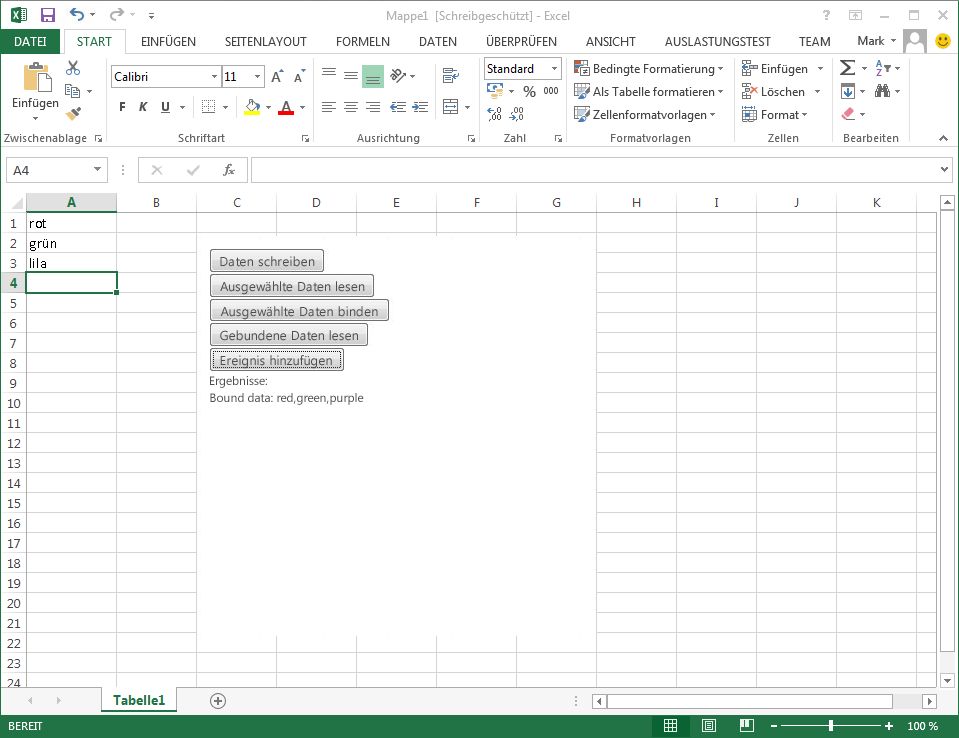 Mappe1 [Schreibgeschützt] - Excel ?
DATEI START EINFÜGEN SEITENLAYOUT FORMELN DATEN ÜBERPRÜFEN ANSICHT AUSLASTUNGSTEST TEAM Mark
Einfügen
Calibri 11
F K U
Standard
% 000
Bedingte Formatierung
Als Tabelle formatieren
Zellenformatvorlagen
Einfügen
Löschen
Format
Zwischenablage Schriftart Ausrichtung Zahl Formatvorlagen Zellen Bearbeiten
A4 fx
A B C D E F G H I J K
1 rot
2 grün
3 lila
4
5
6
7
8
9
10
11
12
13
14
15
16
17
18
19
20
21
22
23
24
Daten schreiben
Ausgewählte Daten lesen
Ausgewählte Daten binden
Gebundene Daten lesen
Ereignis hinzufügen
Ergebnisse:
Bound data: red,green,purple
Tabelle1
BEREIT 100 %